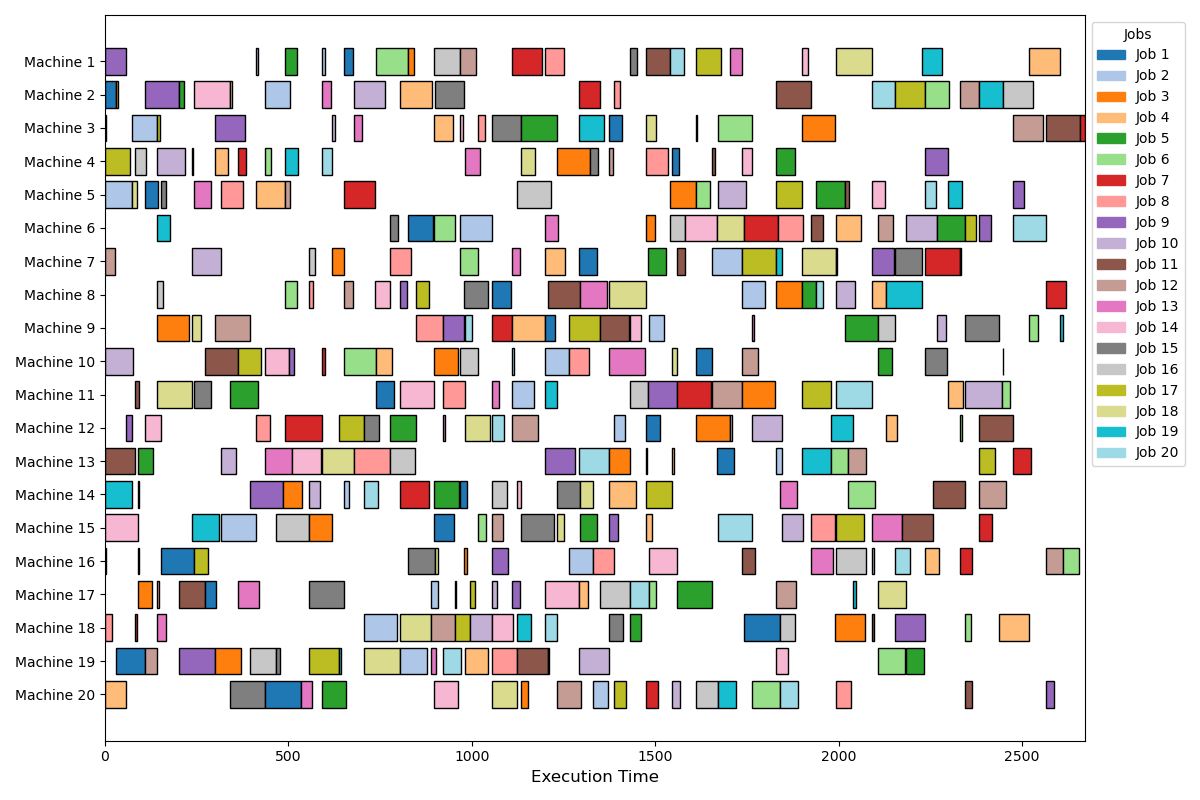 Machine 1
Machine 2
Machine 3
Machine 4
Machine 5
Machine 6
Machine 7
Machine 8
Machine 9
Machine 10
Machine 11
Machine 12
Machine 13
Machine 14
Machine 15
Machine 16
Machine 17
Machine 18
Machine 19
Machine 20
0 500 1000 1500 2000 2500
Execution Time
Jobs
Job 1
Job 2
Job 3
Job 4
Job 5
Job 6
Job 7
Job 8
Job 9
Job 10
Job 11
Job 12
Job 13
Job 14
Job 15
Job 16
Job 17
Job 18
Job 19
Job 20